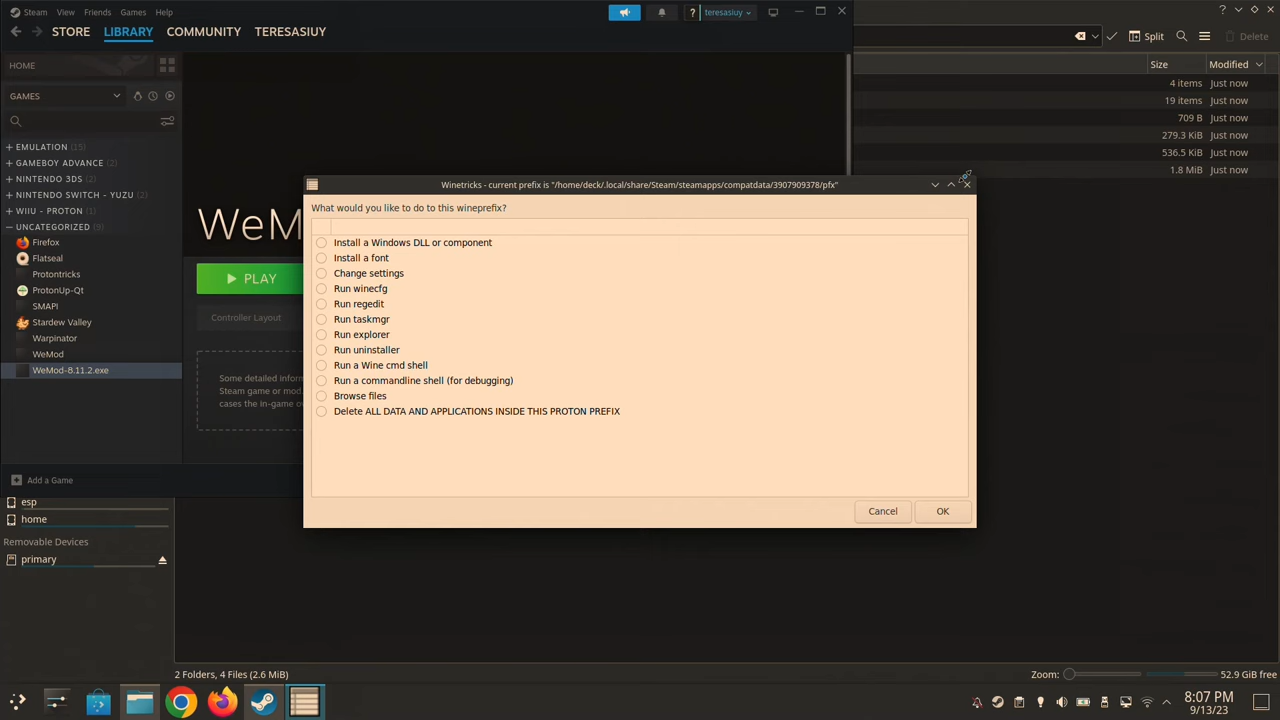 Steam View Friends Games Help
? teresasiuy
STORE LIBRARY COMMUNITY TERESASIUY
HOME
GAMES
+ EMULATION (15)
+ GAMEBOY ADVANCE (2)
+ NINTENDO 3DS (2)
+ NINTENDO SWITCH - YUZU (2)
+ WIIU - PROTON (1)
− UNCATEGORIZED (9)
Firefox
Flatseal
Protontricks
ProtonUp-Qt
SMAPI
Stardew Valley
Warpinator
WeMod
WeMod-8.11.2.exe
Add a Game
WeM
PLAY
Controller Layout
Some detailed inform
Steam game or mod.
cases the in-game ov
Winetricks - current prefix is "/home/deck/.local/share/Steam/steamapps/compatdata/3907909378/pfx"
What would you like to do to this wineprefix?
Install a Windows DLL or component
Install a font
Change settings
Run winecfg
Run regedit
Run taskmgr
Run explorer
Run uninstaller
Run a Wine cmd shell
Run a commandline shell (for debugging)
Browse files
Delete ALL DATA AND APPLICATIONS INSIDE THIS PROTON PREFIX
Cancel OK
Split Delete
Size Modified
4 items Just now
19 items Just now
709 B Just now
279.3 KiB Just now
536.5 KiB Just now
1.8 MiB Just now
esp
home
Removable Devices
primary
2 Folders, 4 Files (2.6 MiB)
Zoom: 52.9 GiB free
8:07 PM
9/13/23